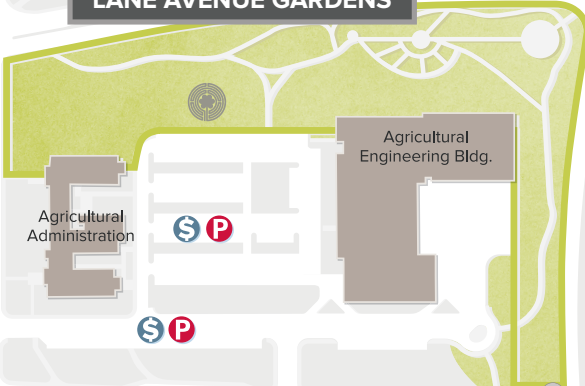 LANE AVENUE GARDENS
Agricultural
Engineering Bldg.
Agricultural
Administration
$ P
$ P